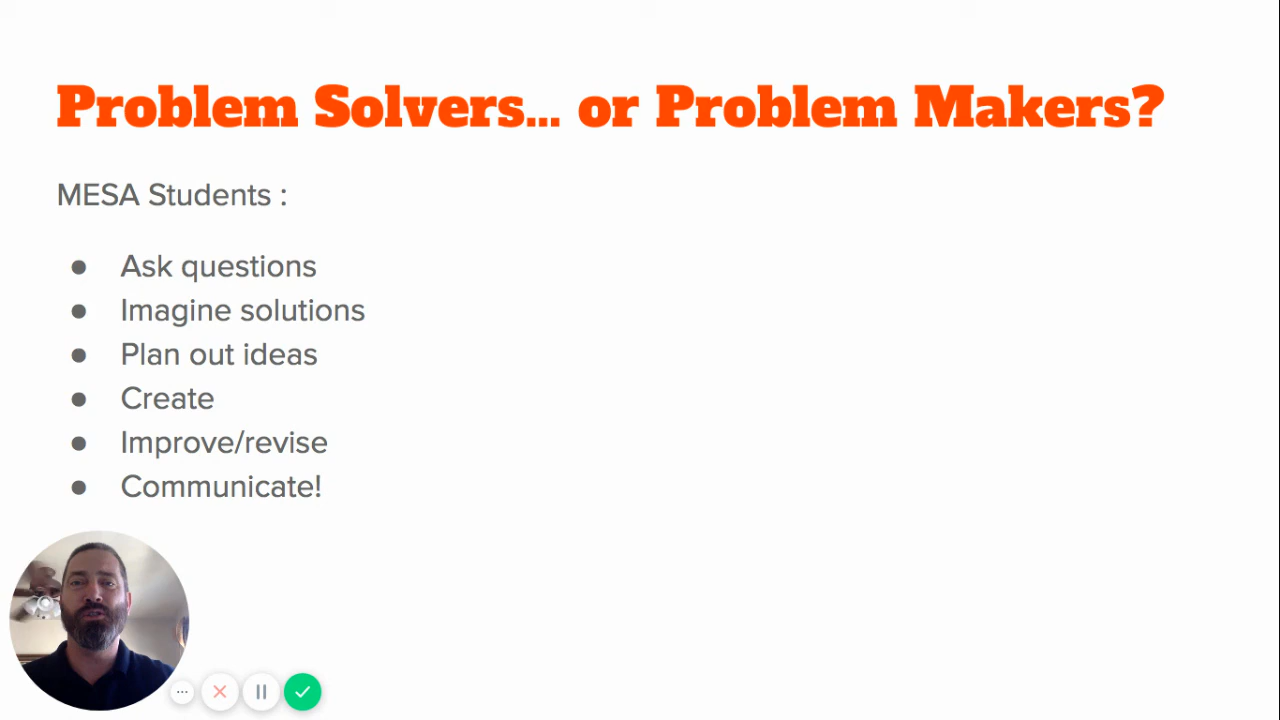 Problem Solvers... or Problem Makers?
MESA Students :
● Ask questions
● Imagine solutions
● Plan out ideas
● Create
● Improve/revise
● Communicate!